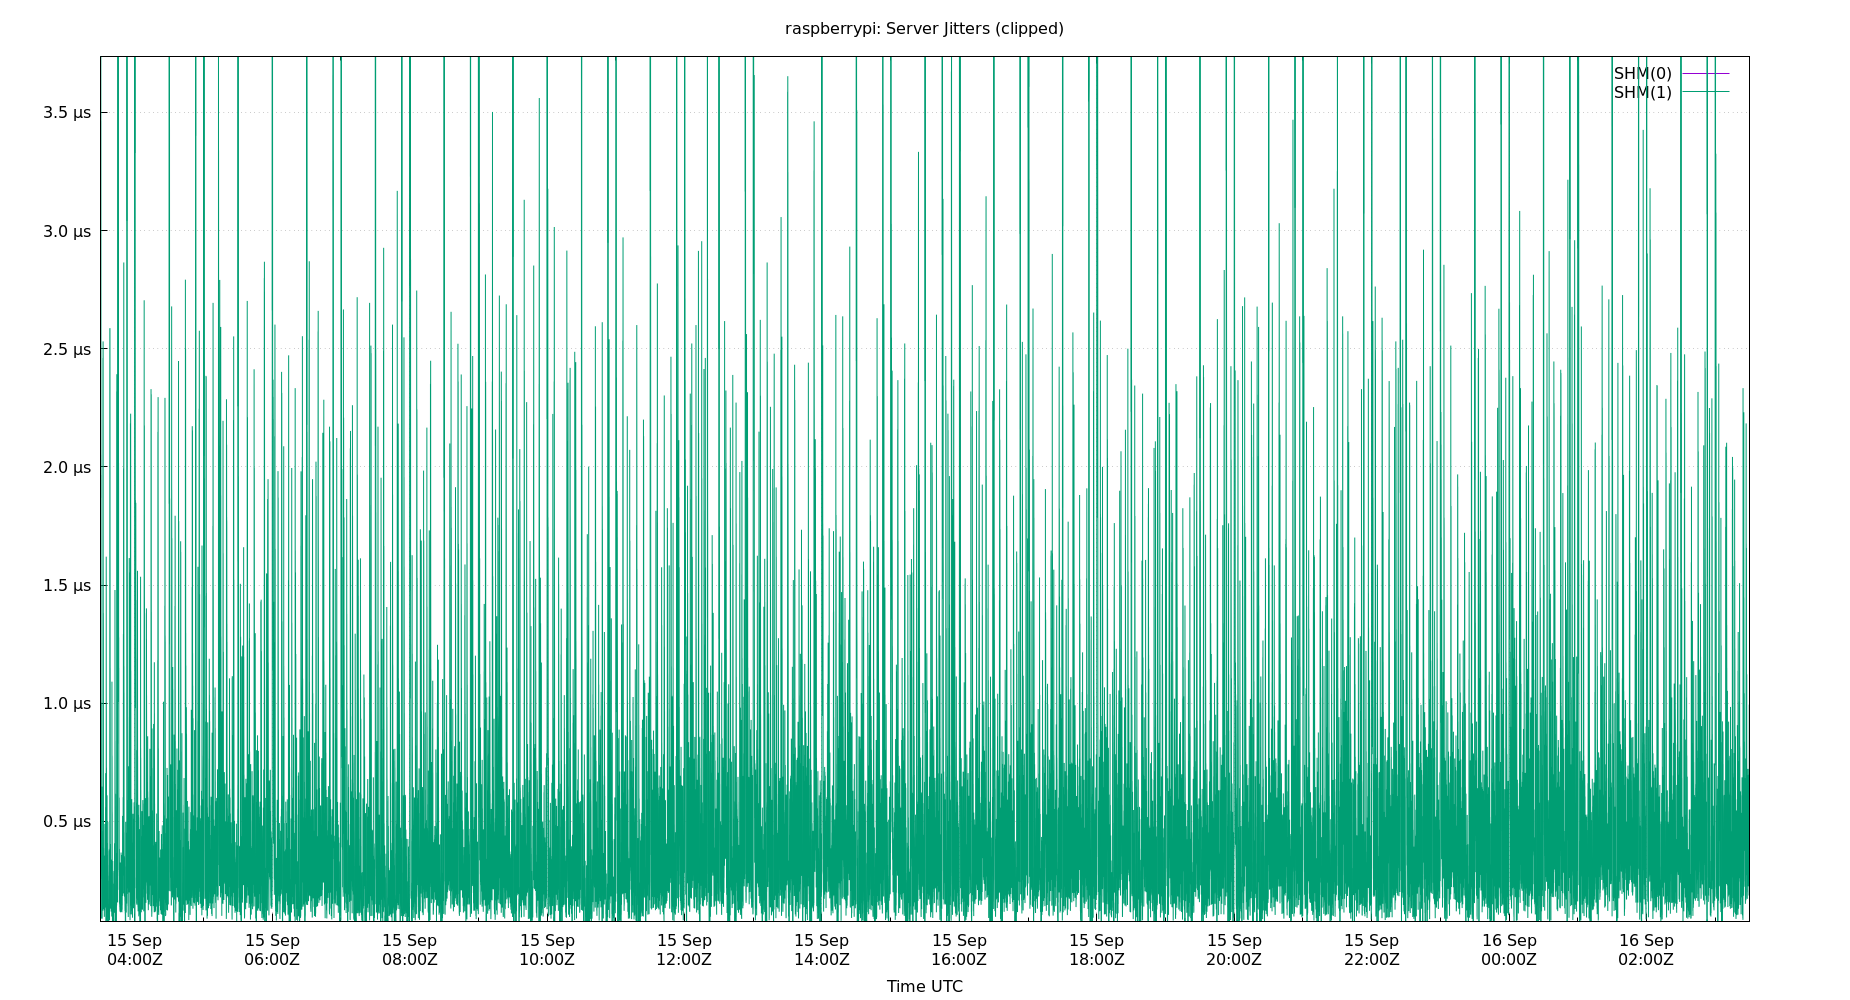 raspberrypi: Server Jitters (clipped)
SHM(0)
SHM(1)
3.5 µs
3.0 µs
2.5 µs
2.0 µs
1.5 µs
1.0 µs
0.5 µs
15 Sep 15 Sep 15 Sep 15 Sep 15 Sep 15 Sep 15 Sep 15 Sep 15 Sep 15 Sep 16 Sep 16 Sep
04:00Z 06:00Z 08:00Z 10:00Z 12:00Z 14:00Z 16:00Z 18:00Z 20:00Z 22:00Z 00:00Z 02:00Z
Time UTC